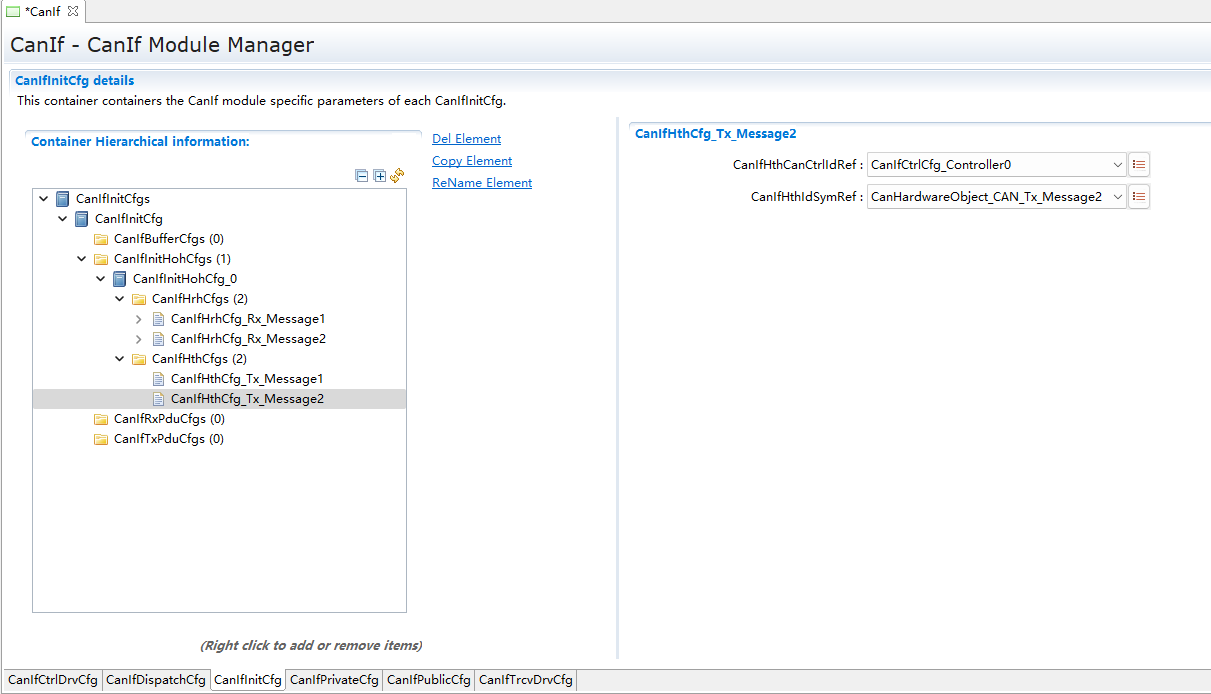 *CanIf
CanIf - CanIf Module Manager
CanIfInitCfg details
This container containers the CanIf module specific parameters of each CanIfInitCfg.
Container Hierarchical information:
Del Element
Copy Element
ReName Element
CanIfInitCfgs
CanIfInitCfg
CanIfBufferCfgs (0)
CanIfInitHohCfgs (1)
CanIfInitHohCfg_0
CanIfHrhCfgs (2)
CanIfHrhCfg_Rx_Message1
CanIfHrhCfg_Rx_Message2
CanIfHthCfgs (2)
CanIfHthCfg_Tx_Message1
CanIfHthCfg_Tx_Message2
CanIfRxPduCfgs (0)
CanIfTxPduCfgs (0)
(Right click to add or remove items)
CanIfHthCfg_Tx_Message2
CanIfHthCanCtrlIdRef : CanIfCtrlCfg_Controller0
CanIfHthIdSymRef : CanHardwareObject_CAN_Tx_Message2
CanIfCtrlDrvCfg CanIfDispatchCfg CanIfInitCfg CanIfPrivateCfg CanIfPublicCfg CanIfTrcvDrvCfg